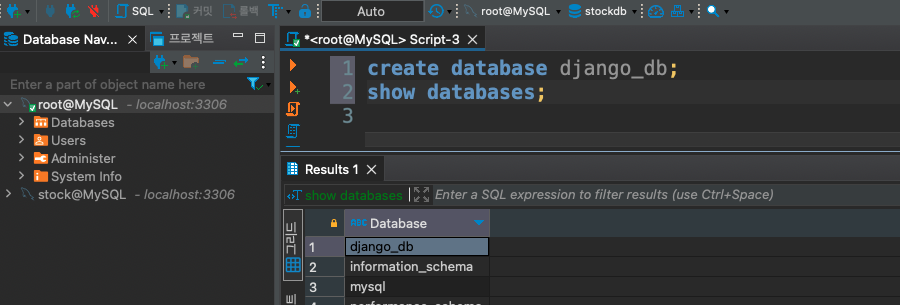 SQL
커밋
롤백
Auto
root@MySQL
stockdb
Database Nav...
프로젝트
Enter a part of object name here
root@MySQL - localhost:3306
Databases
Users
Administer
System Info
stock@MySQL - localhost:3306
*<root@MySQL> Script-3
1 create database django_db;
2 show databases;
3
Results 1
show databases
Enter a SQL expression to filter results (use Ctrl+Space)
그리드
ABC Database
1 django_db
2 information_schema
3 mysql